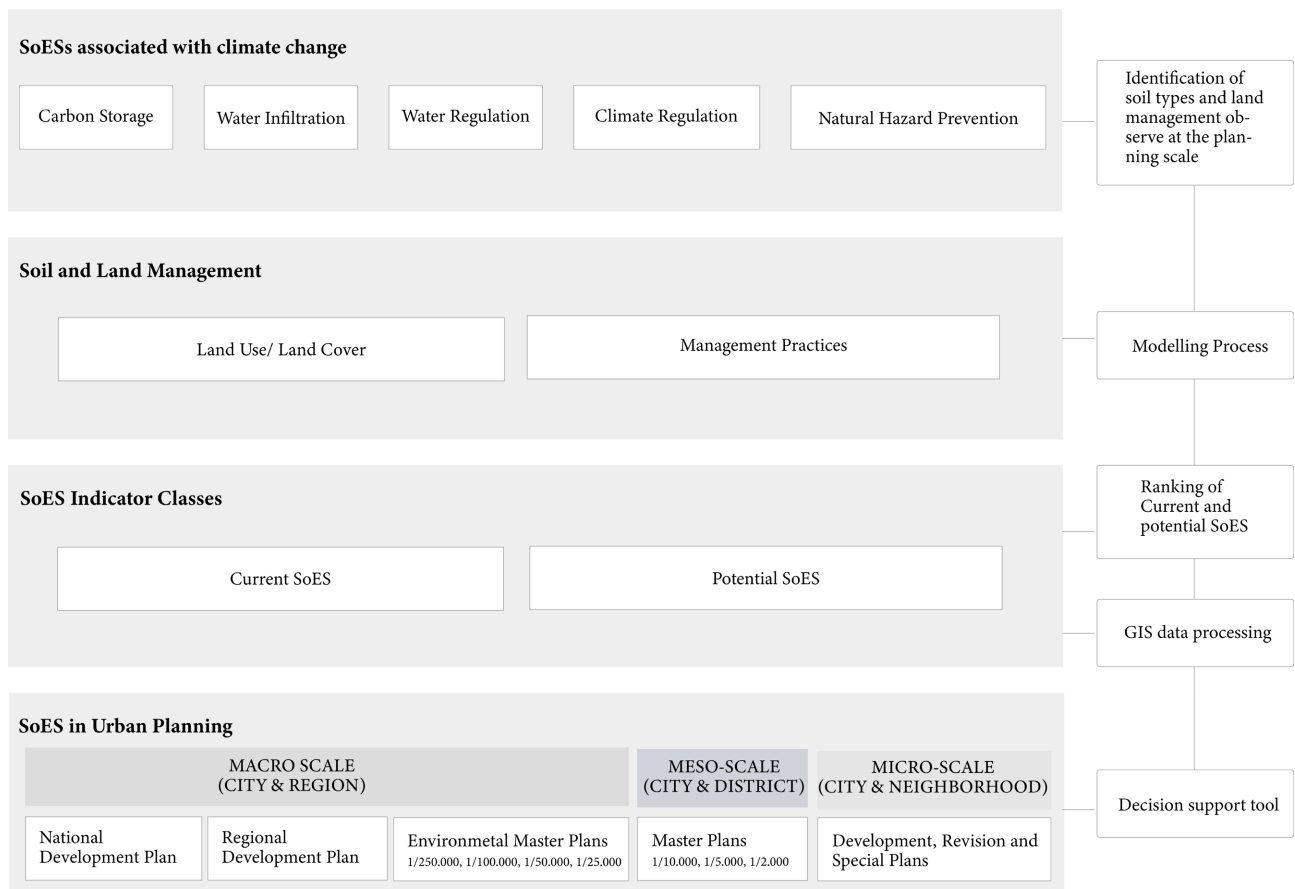 SoESs associated with climate change
Carbon Storage
Water Infiltration
Water Regulation
Climate Regulation
Natural Hazard Prevention
Identification of
soil types and land
management ob-
serve at the plan-
ning scale
Soil and Land Management
Land Use/ Land Cover
Management Practices
Modelling Process
SoES Indicator Classes
Current SoES
Potential SoES
Ranking of
Current and
potential SoES
GIS data processing
SoES in Urban Planning
MACRO SCALE
(CITY & REGION)
MESO-SCALE
(CITY & DISTRICT)
MICRO-SCALE
(CITY & NEIGHBORHOOD)
Decision support tool
National
Development Plan
Regional
Development Plan
Environmetal Master Plans
1/250.000, 1/100.000, 1/50.000, 1/25.000
Master Plans
1/10.000, 1/5.000, 1/2.000
Development, Revision and
Special Plans